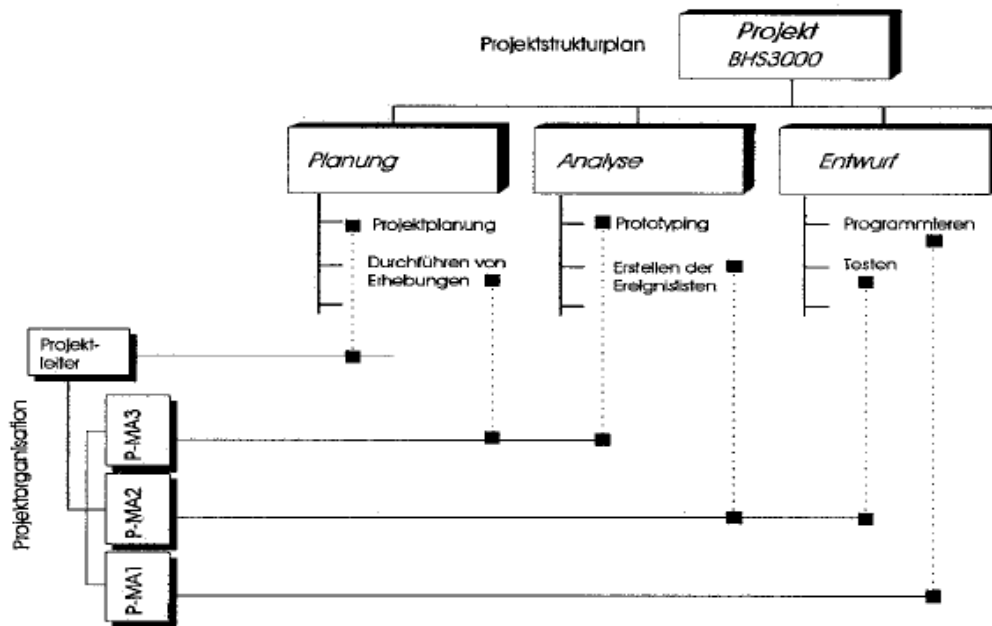 Projektstrukturplan
Projekt
BHS3000
Planung
Analyse
Entwurf
Projektplanung
Durchführen von
Erhebungen
Prototyping
Erstellen der
Ereignislisten
Programmieren
Testen
Projekt-
leiter
Projektorganisation
P-MA3
P-MA2
P-MA1